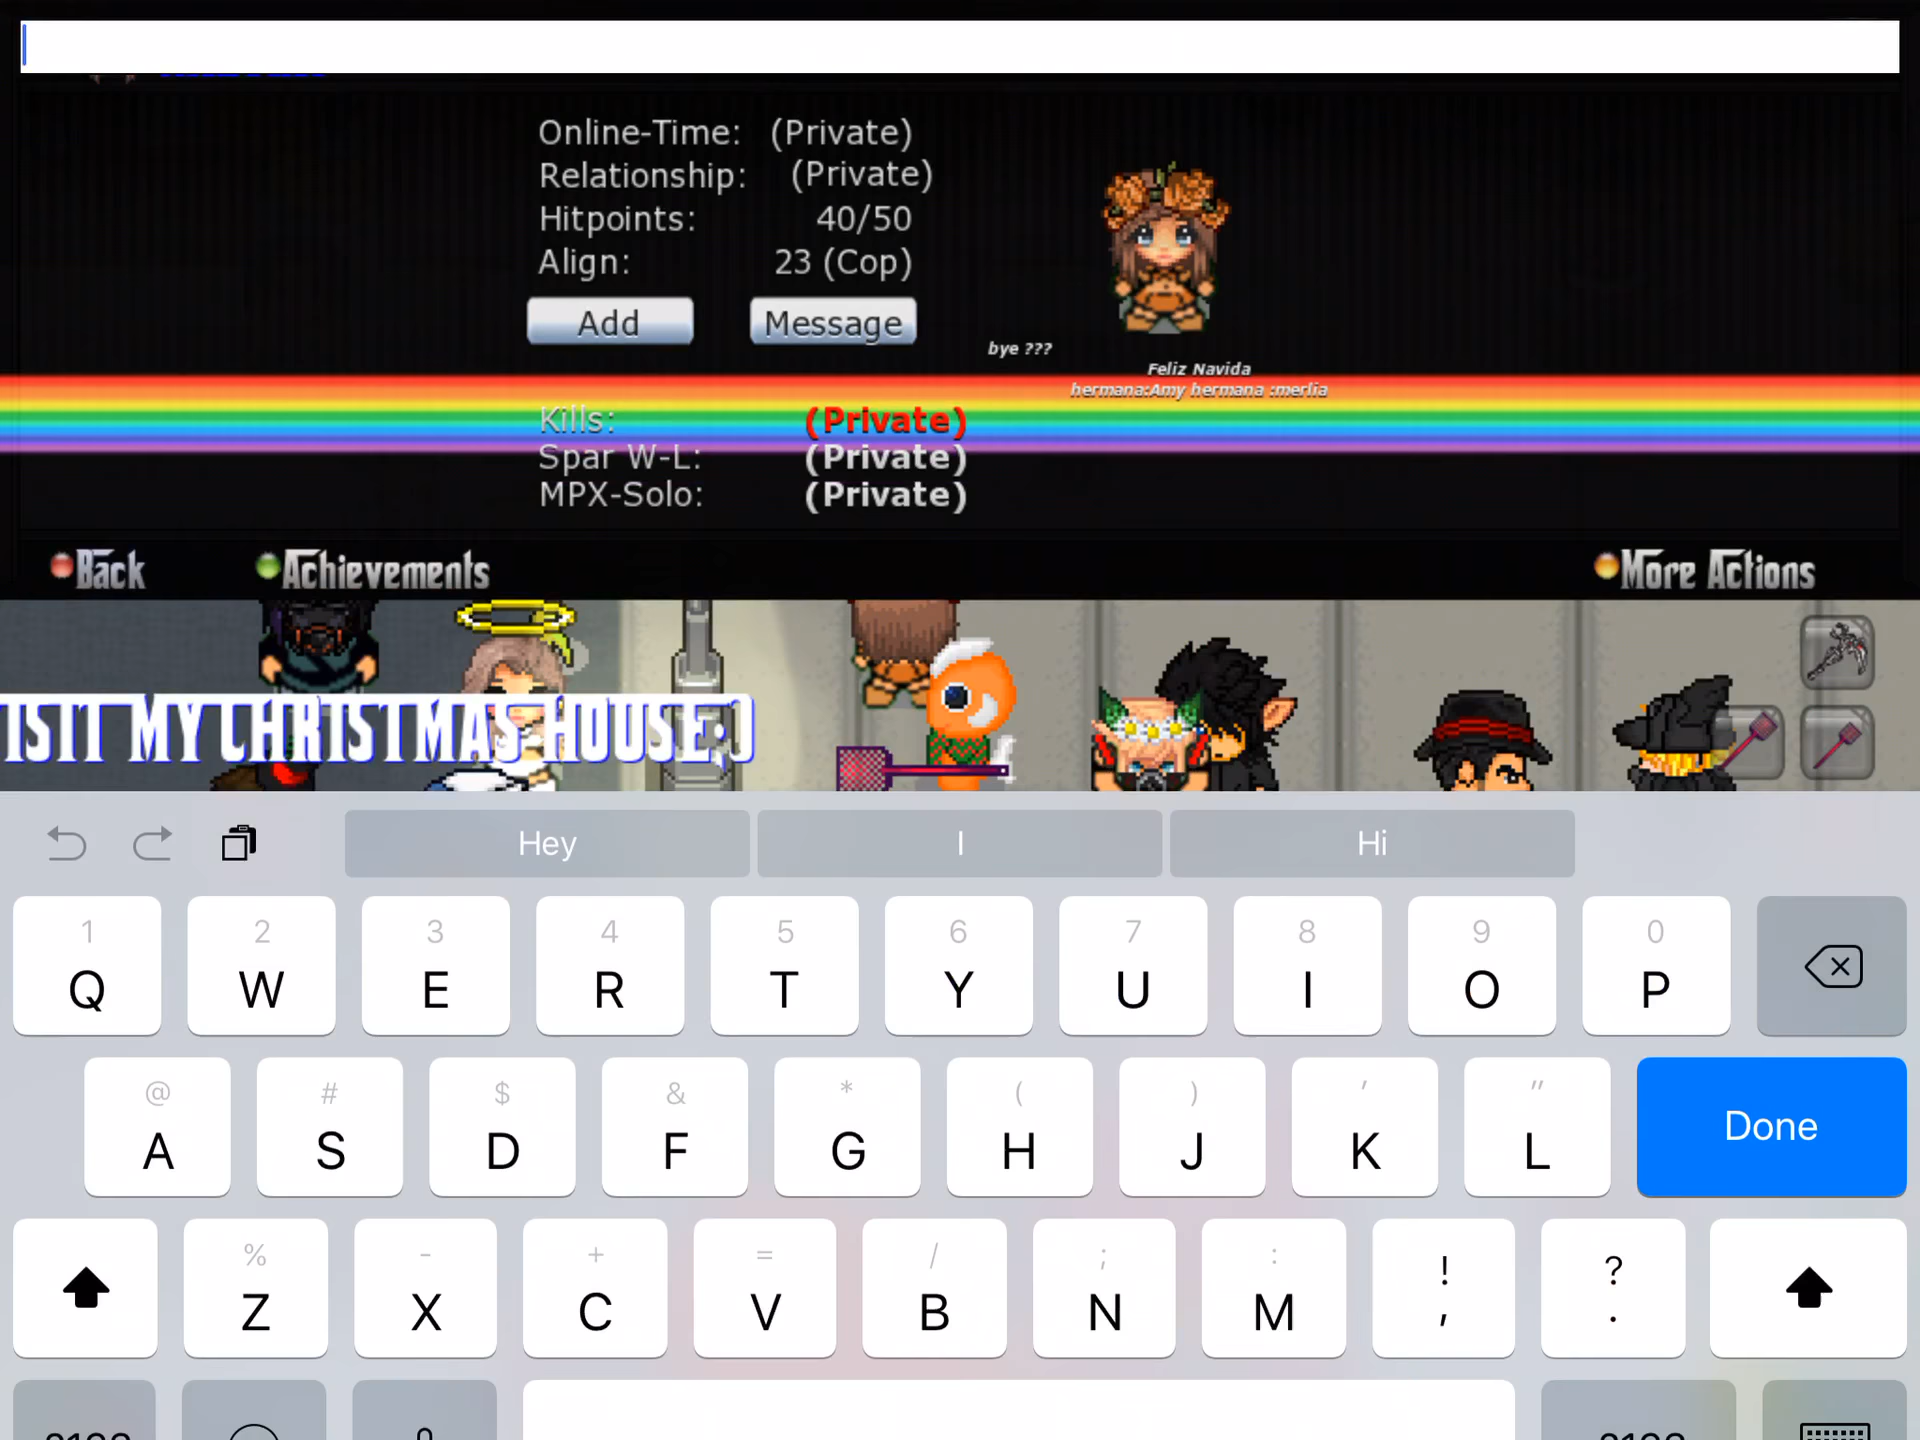 Online-Time: (Private)
Relationship: (Private)
Hitpoints: 40/50
Align: 23 (Cop)
Add Message
bye ???
Feliz Navida
hermana:Amy hermana :merlia
Kills: (Private)
Spar W-L: (Private)
MPX-Solo: (Private)
Back Achievements More Actions
ISIT MY CHRISTMAS HOUSE;)
Hey I Hi
1 2 3 4 5 6 7 8 9 0
Q W E R T Y U I O P
@ # $ & * ( ) ' "
A S D F G H J K L Done
% - + = / ; : ! ?
Z X C V B N M , .